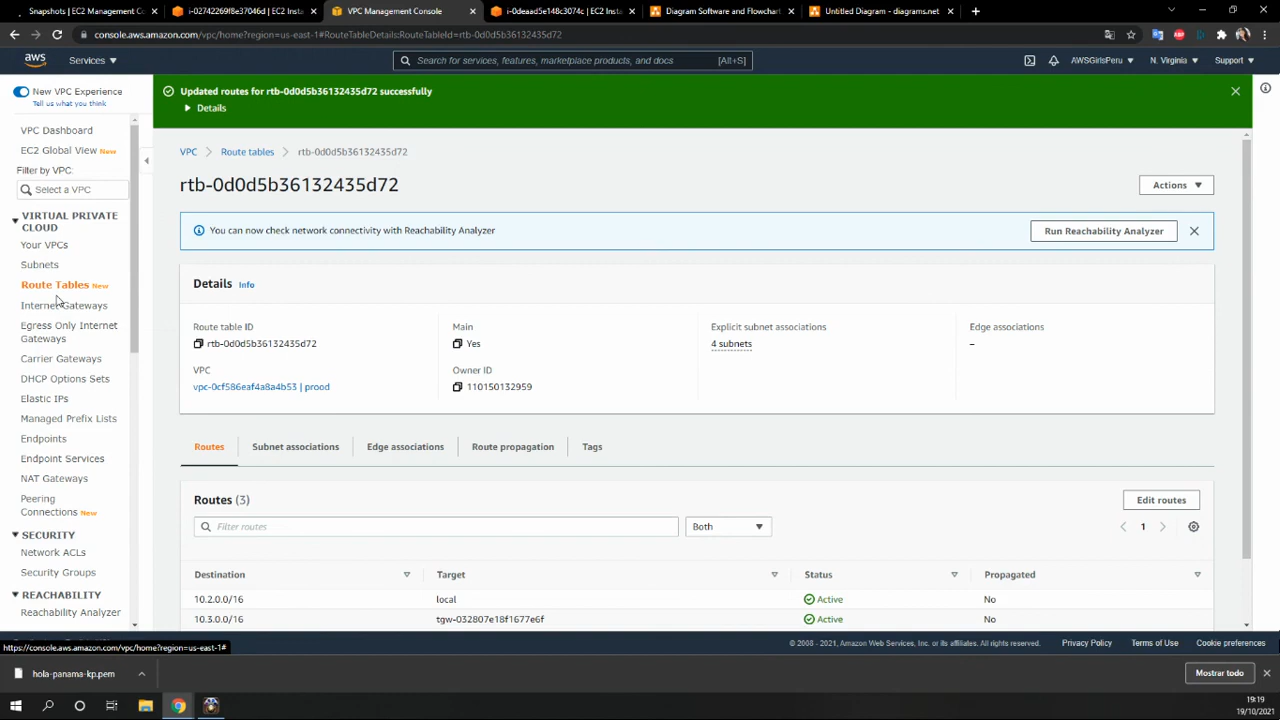 Snapshots | EC2 Management Co
i-02742269f8e37046d | EC2 Insta
VPC Management Console
i-0deaad5e148c3074c | EC2 Insta
Diagram Software and Flowchart
Untitled Diagram - diagrams.net
console.aws.amazon.com/vpc/home?region=us-east-1#RouteTableDetails:RouteTableId=rtb-0d0d5b36132435d72
aws
Services
Search for services, features, marketplace products, and docs
[Alt+S]
AWSGirlsPeru
N. Virginia
Support
New VPC Experience
Tell us what you think
VPC Dashboard
EC2 Global View New
Filter by VPC:
Select a VPC
VIRTUAL PRIVATE
CLOUD
Your VPCs
Subnets
Route Tables New
Internet Gateways
Egress Only Internet
Gateways
Carrier Gateways
DHCP Options Sets
Elastic IPs
Managed Prefix Lists
Endpoints
Endpoint Services
NAT Gateways
Peering
Connections New
SECURITY
Network ACLs
Security Groups
REACHABILITY
Reachability Analyzer
Updated routes for rtb-0d0d5b36132435d72 successfully
Details
VPC
Route tables
rtb-0d0d5b36132435d72
rtb-0d0d5b36132435d72
Actions
You can now check network connectivity with Reachability Analyzer
Run Reachability Analyzer
Details Info
Route table ID
rtb-0d0d5b36132435d72
Main
Yes
Explicit subnet associations
4 subnets
Edge associations
–
VPC
vpc-0cf586eaf4a8a4b53 | prood
Owner ID
110150132959
Routes
Subnet associations
Edge associations
Route propagation
Tags
Routes (3)
Edit routes
Filter routes
Both
1
Destination
Target
Status
Propagated
10.2.0.0/16
local
Active
No
10.3.0.0/16
tgw-032807e18f1677e6f
Active
No
https://console.aws.amazon.com/vpc/home?region=us-east-1#
© 2008 - 2021, Amazon Web Services, Inc. or its affiliates. All rights reserved.
Privacy Policy
Terms of Use
Cookie preferences
hola-panama-kp.pem
Mostrar todo
19:19
19/10/2021